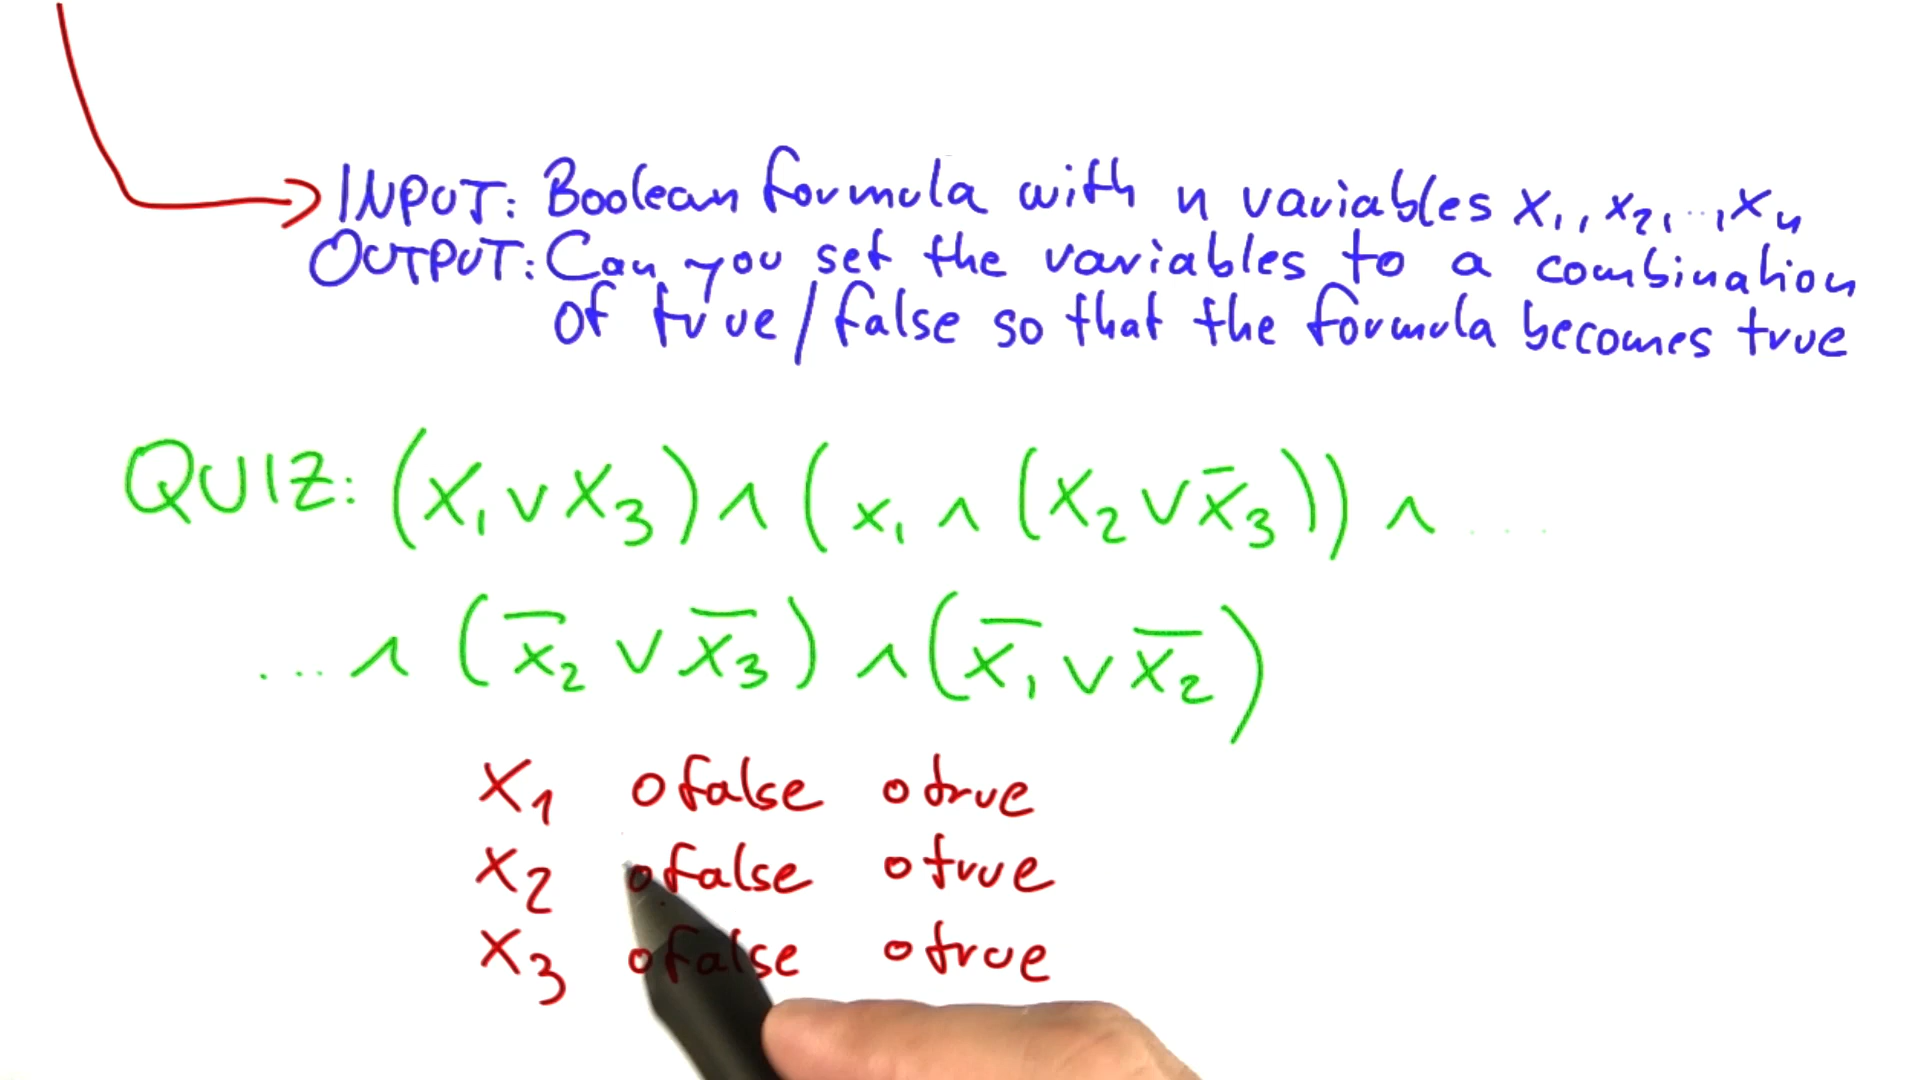 INPUT: Boolean formula with n variables x₁, x₂, ..., xₙ
OUTPUT: Can you set the variables to a combination
of true/false so that the formula becomes true
QUIZ: (x₁ ∨ x₃) ∧ (x₁ ∧ (x₂ ∨ x̄₃)) ∧ ....
... ∧ (x̄₂ ∨ x̄₃) ∧ (x̄₁ ∨ x̄₂)
x₁ o false o true
x₂ o false o true
x₃ o false o true